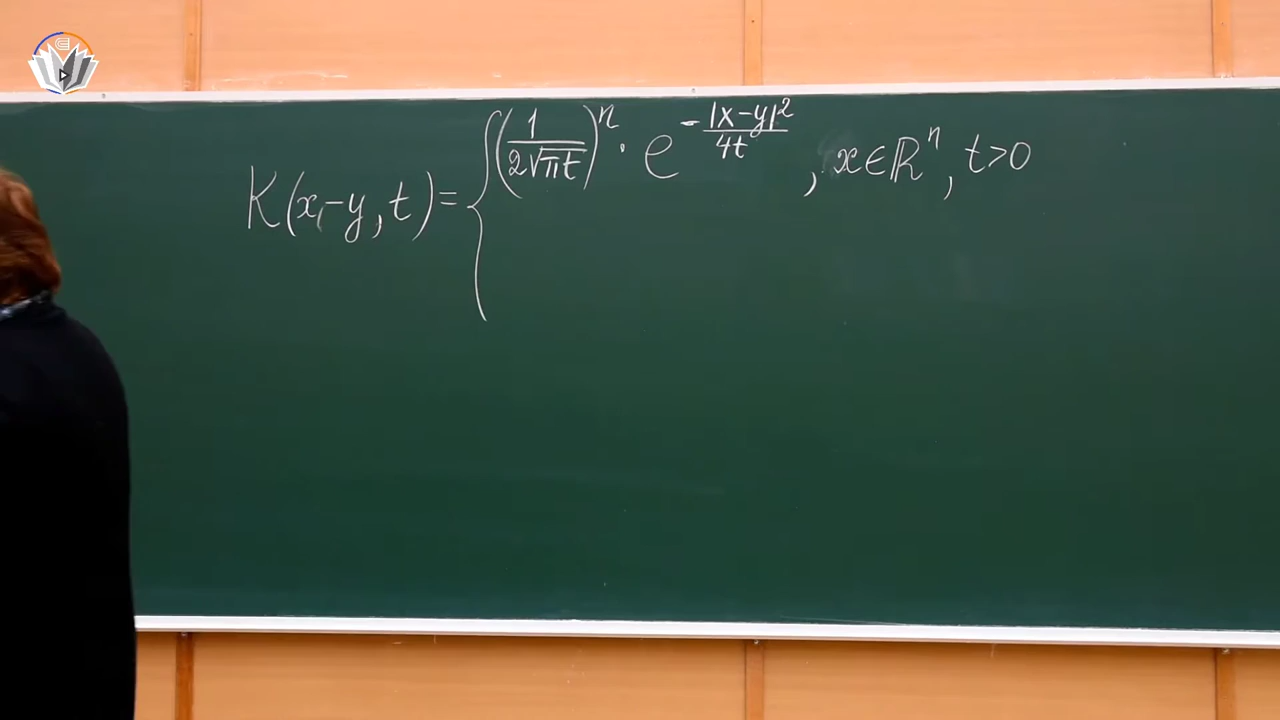 K(x-y, t) = { (1/(2√(πt)))^n · e^(-|x-y|^2/(4t)), x∈ℝ^n, t>0